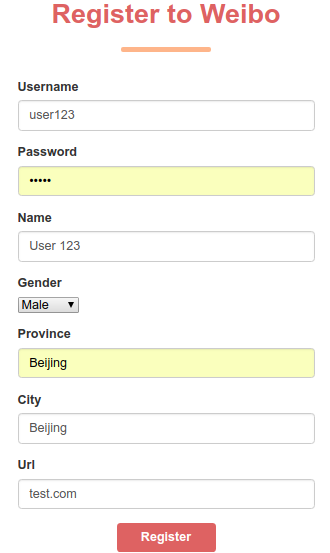 Register to Weibo
Username
user123
Password
•••••
Name
User 123
Gender
Male
Province
Beijing
City
Beijing
Url
test.com
Register